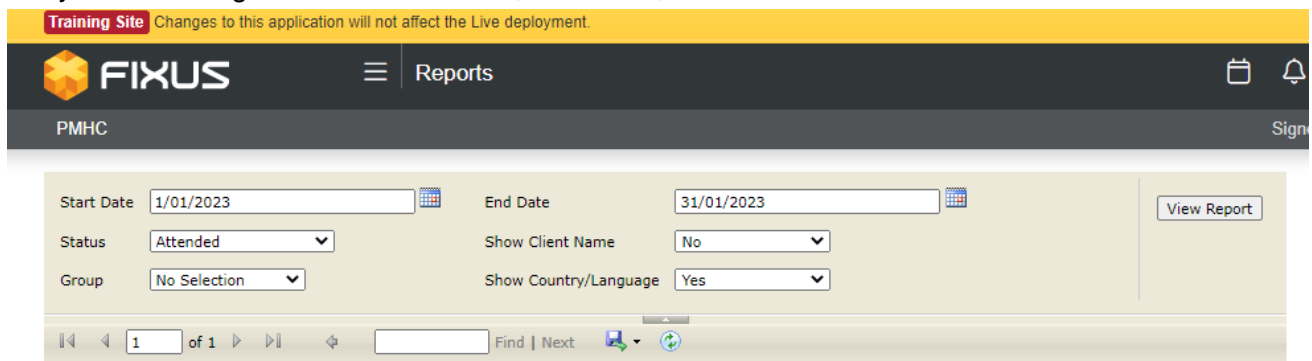 Training Site Changes to this application will not affect the Live deployment.
FIXUS Reports
PMHC
Start Date 1/01/2023 End Date 31/01/2023 View Report
Status Attended Show Client Name No
Group No Selection Show Country/Language Yes
1 of 1 Find | Next